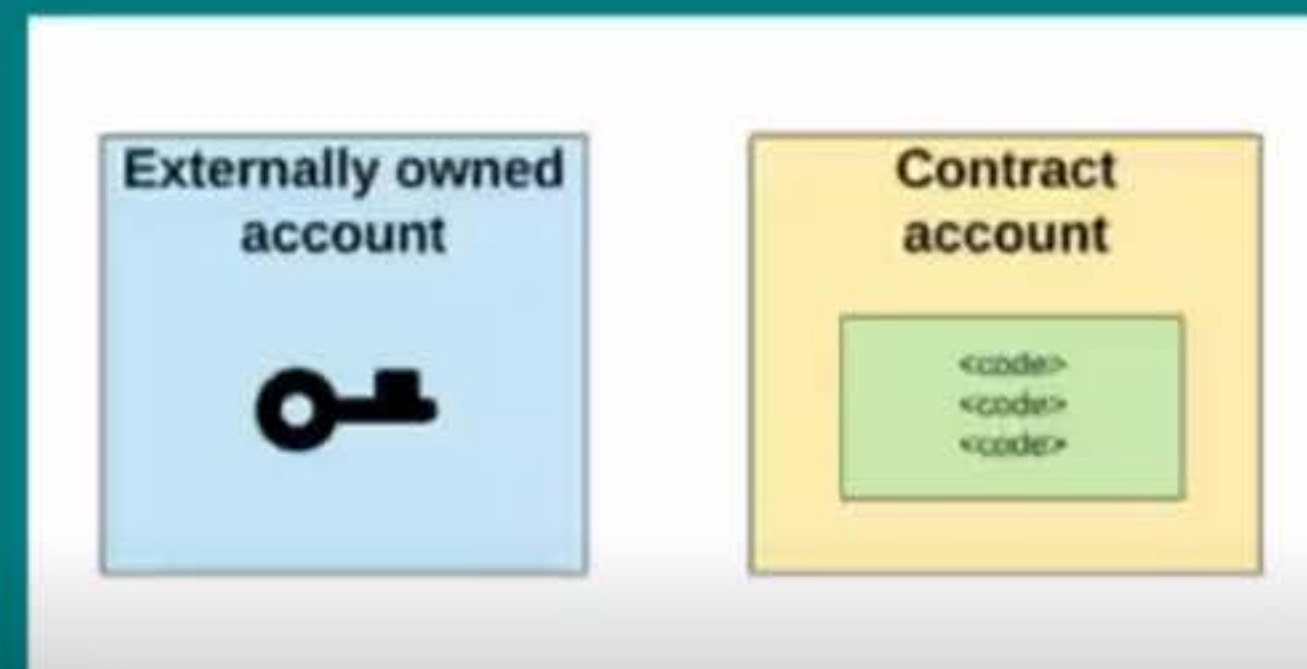 Externally owned
account
Contract
account
<code>
<code>
<code>